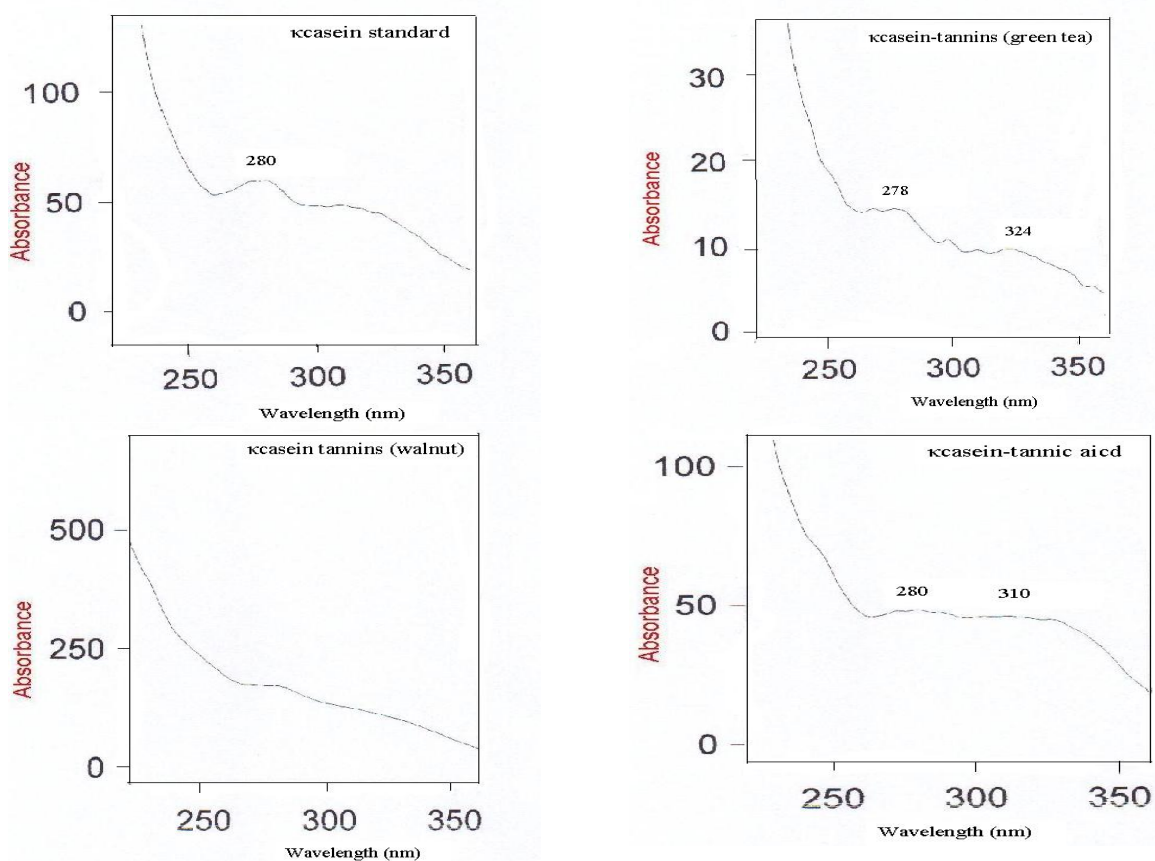 κcasein standard
100
50
0
280
Absorbance
250
300
350
Wavelength (nm)
κcasein-tannins (green tea)
30
20
10
0
278
324
Absorbance
250
300
350
Wavelength (nm)
κcasein tannins (walnut)
500
250
0
Absorbance
250
300
350
Wavelength (nm)
κcasein-tannic aicd
100
50
0
280
310
Absorbance
250
300
350
Wavelength (nm)